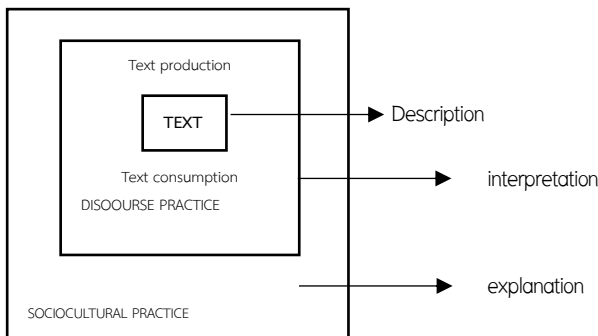 Text production
TEXT
Description
Text consumption
interpretation
DISOOURSE PRACTICE
explanation
SOCIOCULTURAL PRACTICE